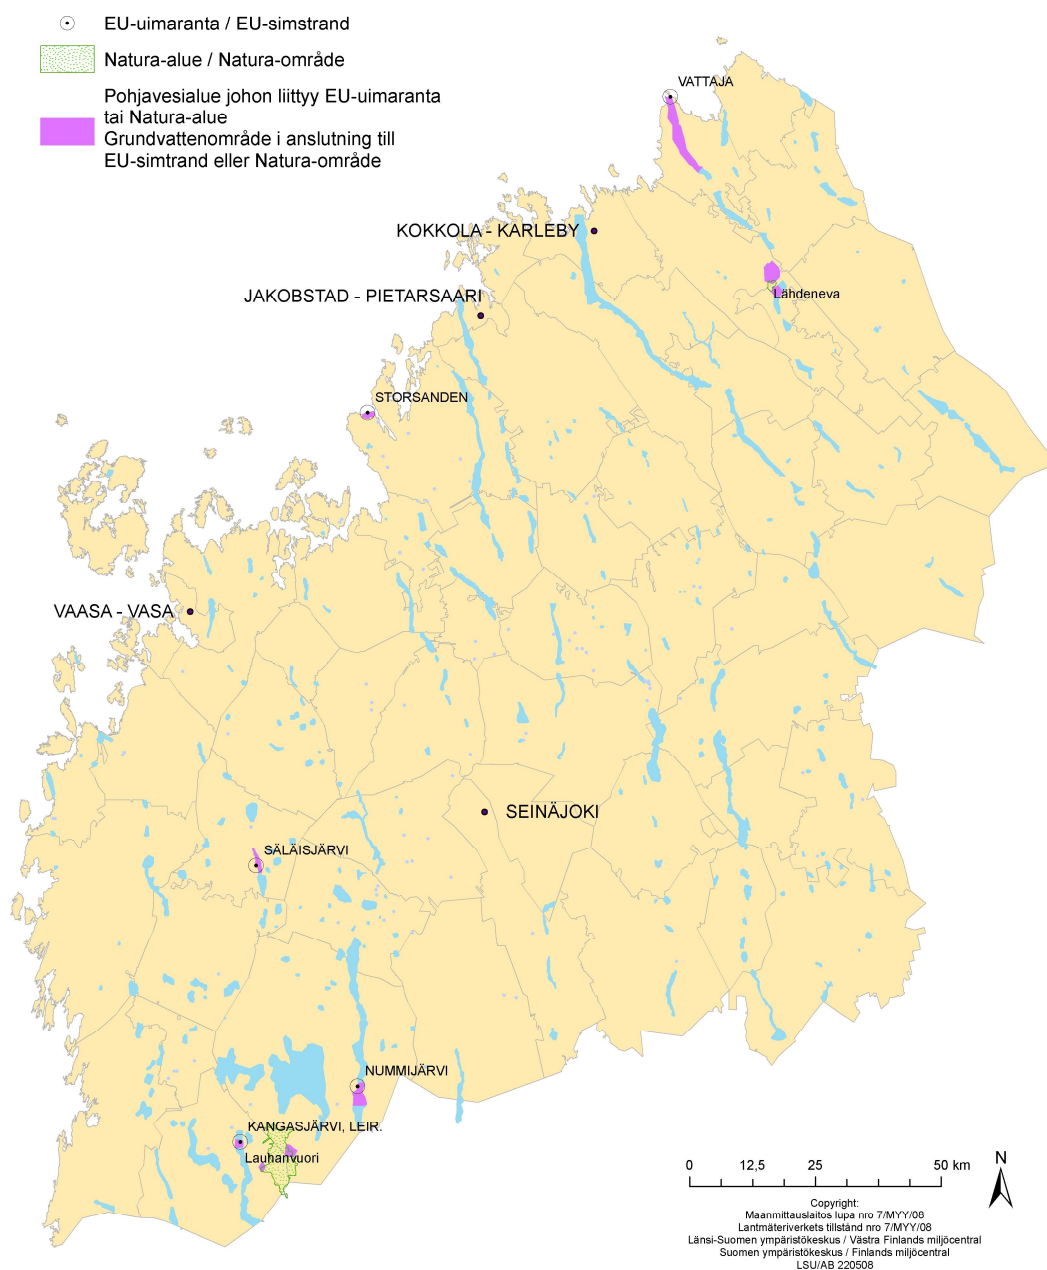 EU-uimaranta / EU-simstrand
Natura-alue / Natura-område
Pohjavesialue johon liittyy EU-uimaranta
tai Natura-alue
Grundvattenområde i anslutning till
EU-simtrand eller Natura-område
VATTAJA
KOKKOLA - KARLEBY
Lähdeneva
JAKOBSTAD - PIETARSAARI
STORSANDEN
VAASA - VASA
SEINÄJOKI
SÄLÄISJÄRVI
NUMMIJÄRVI
KANGASJÄRVI, LEIR.
Lauhanvuori
0 12,5 25 50 km
N
Copyright:
Maanmittauslaitos lupa nro 7/MYY/08
Lantmäteriverkets tillstånd nro 7/MYY/08
Länsi-Suomen ympäristökeskus / Västra Finlands miljöcentral
Suomen ympäristökeskus / Finlands miljöcentral
LSU/AB 220508